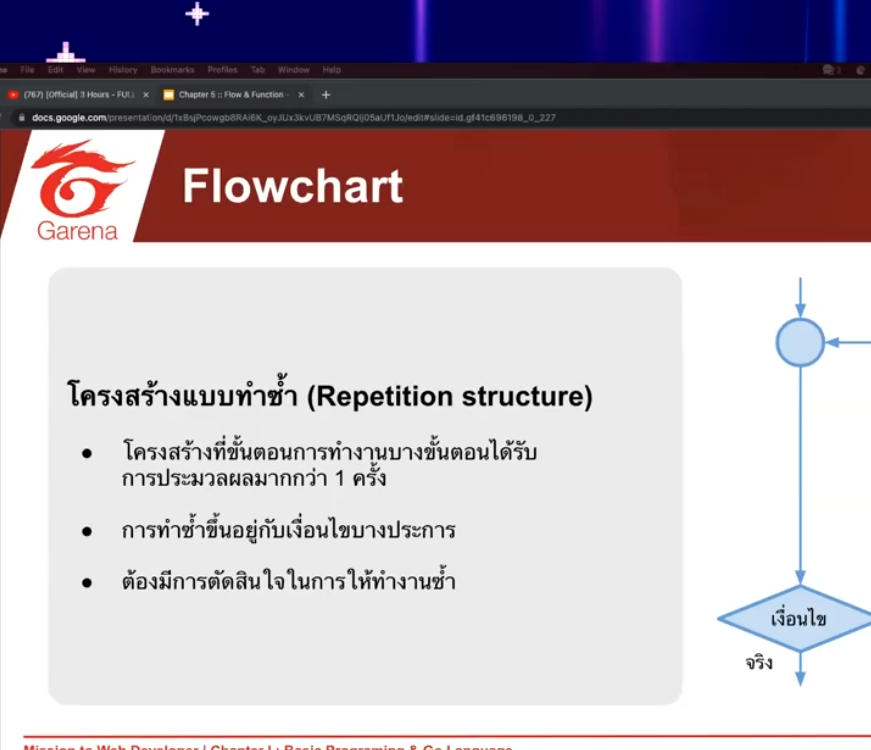 File Edit View History Bookmarks Profiles Tab Window Help
(767) [Official] 3 Hours - FUL
Chapter 5 :: Flow & Function -
docs.google.com/presentation/d/
Garena
Flowchart
โครงสร้างแบบทำซ้ำ (Repetition structure)
โครงสร้างที่ขั้นตอนการทำงานบางขั้นตอนได้รับ
การประมวลผลมากกว่า 1 ครั้ง
การทำซ้ำขึ้นอยู่กับเงื่อนไขบางประการ
ต้องมีการตัดสินใจในการให้ทำงานซ้ำ
เงื่อนไข
จริง
Mission to Web Developer | Chapter I : Basic Programing & Go Language